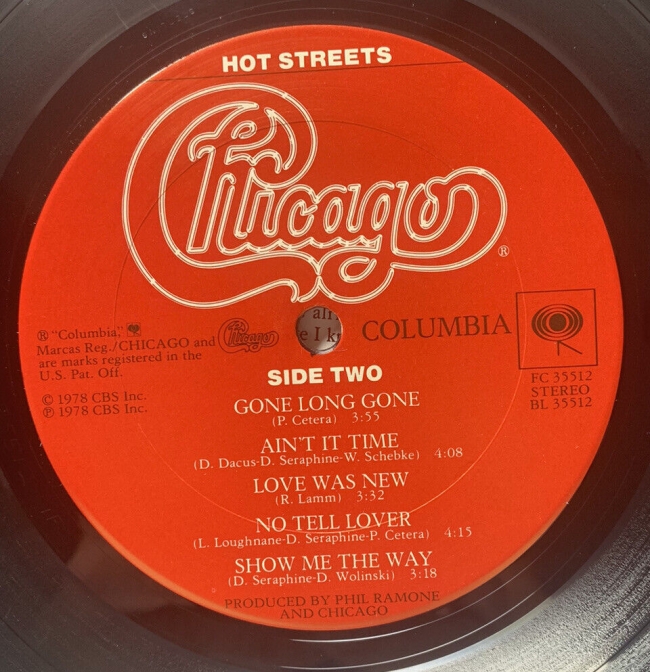 HOT STREETS
Chicago
®
® "Columbia,"
Marcas Reg./CHICAGO and Chicago
are marks registered in the
U.S. Pat. Off.
© 1978 CBS Inc.
℗ 1978 CBS Inc.
COLUMBIA
FC 35512
STEREO
BL 35512
SIDE TWO
GONE LONG GONE
(P. Cetera) 3:55
AIN'T IT TIME
(D. Dacus-D. Seraphine-W. Schebke) 4:08
LOVE WAS NEW
(R. Lamm) 3:32
NO TELL LOVER
(L. Loughnane-D. Seraphine-P. Cetera) 4:15
SHOW ME THE WAY
(D. Seraphine-D. Wolinski) 3:18
PRODUCED BY PHIL RAMONE
AND CHICAGO